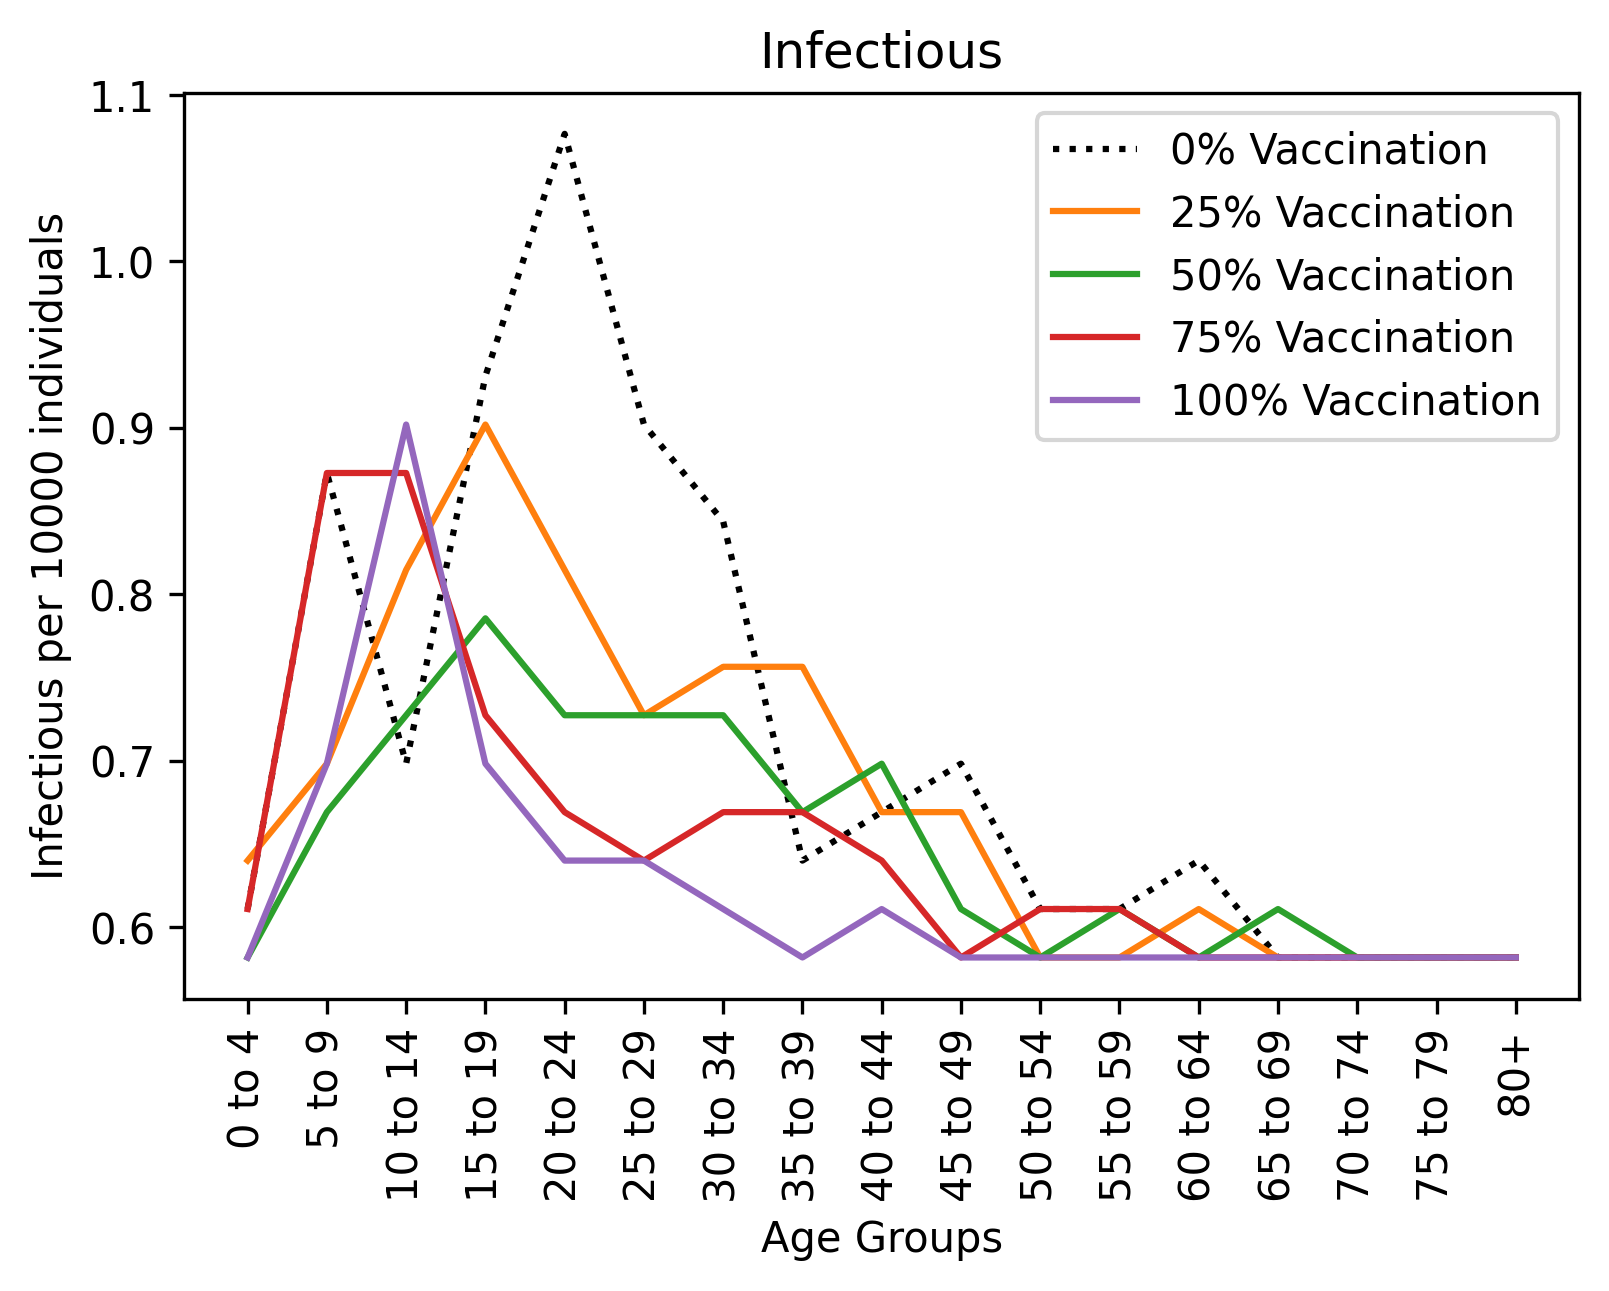 Infectious
1.1
1.0
0.9
0.8
0.7
0.6
Infectious per 10000 individuals
0% Vaccination
25% Vaccination
50% Vaccination
75% Vaccination
100% Vaccination
0 to 4
5 to 9
10 to 14
15 to 19
20 to 24
25 to 29
30 to 34
35 to 39
40 to 44
45 to 49
50 to 54
55 to 59
60 to 64
65 to 69
70 to 74
75 to 79
80+
Age Groups